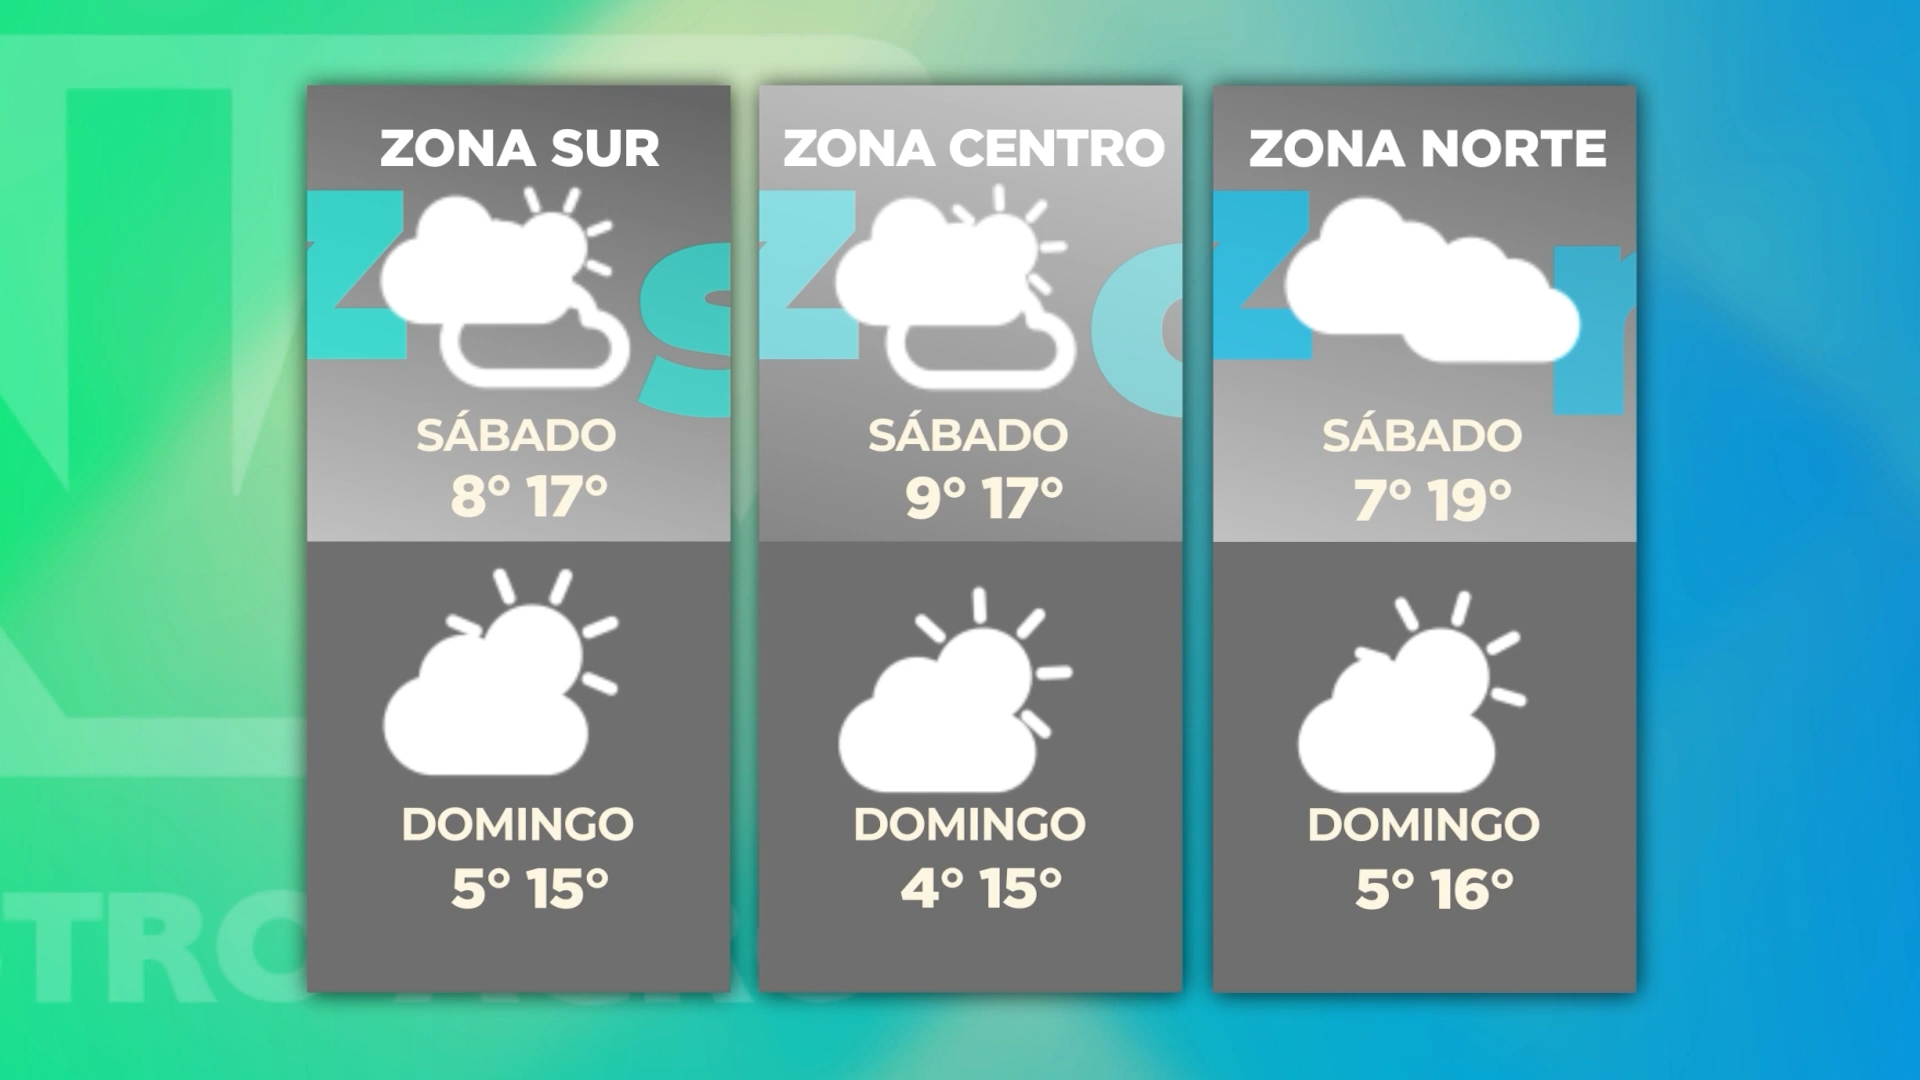 ZONA SUR
z s
SÁBADO
8° 17°
DOMINGO
5° 15°
ZONA CENTRO
z c
SÁBADO
9° 17°
DOMINGO
4° 15°
ZONA NORTE
z n
SÁBADO
7° 19°
DOMINGO
5° 16°